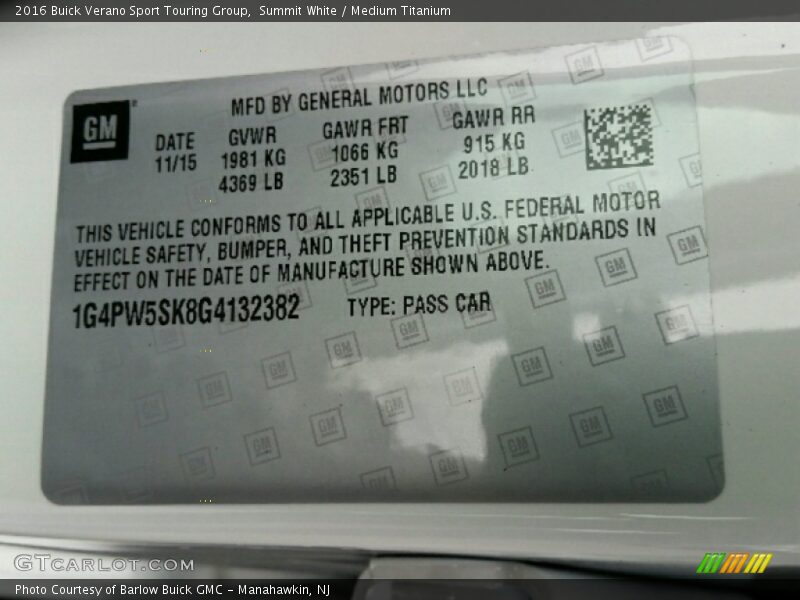 2016 Buick Verano Sport Touring Group,  Summit White / Medium Titanium
GM
MFD BY GENERAL MOTORS LLC
DATE GVWR GAWR FRT GAWR RR
11/15 1981 KG 1066 KG 915 KG
4369 LB 2351 LB 2018 LB
THIS VEHICLE CONFORMS TO ALL APPLICABLE U.S. FEDERAL MOTOR
VEHICLE SAFETY, BUMPER, AND THEFT PREVENTION STANDARDS IN
EFFECT ON THE DATE OF MANUFACTURE SHOWN ABOVE.
1G4PW5SK8G4132382 TYPE: PASS CAR
GTCARLOT.COM
Photo Courtesy of Barlow Buick GMC - Manahawkin, NJ